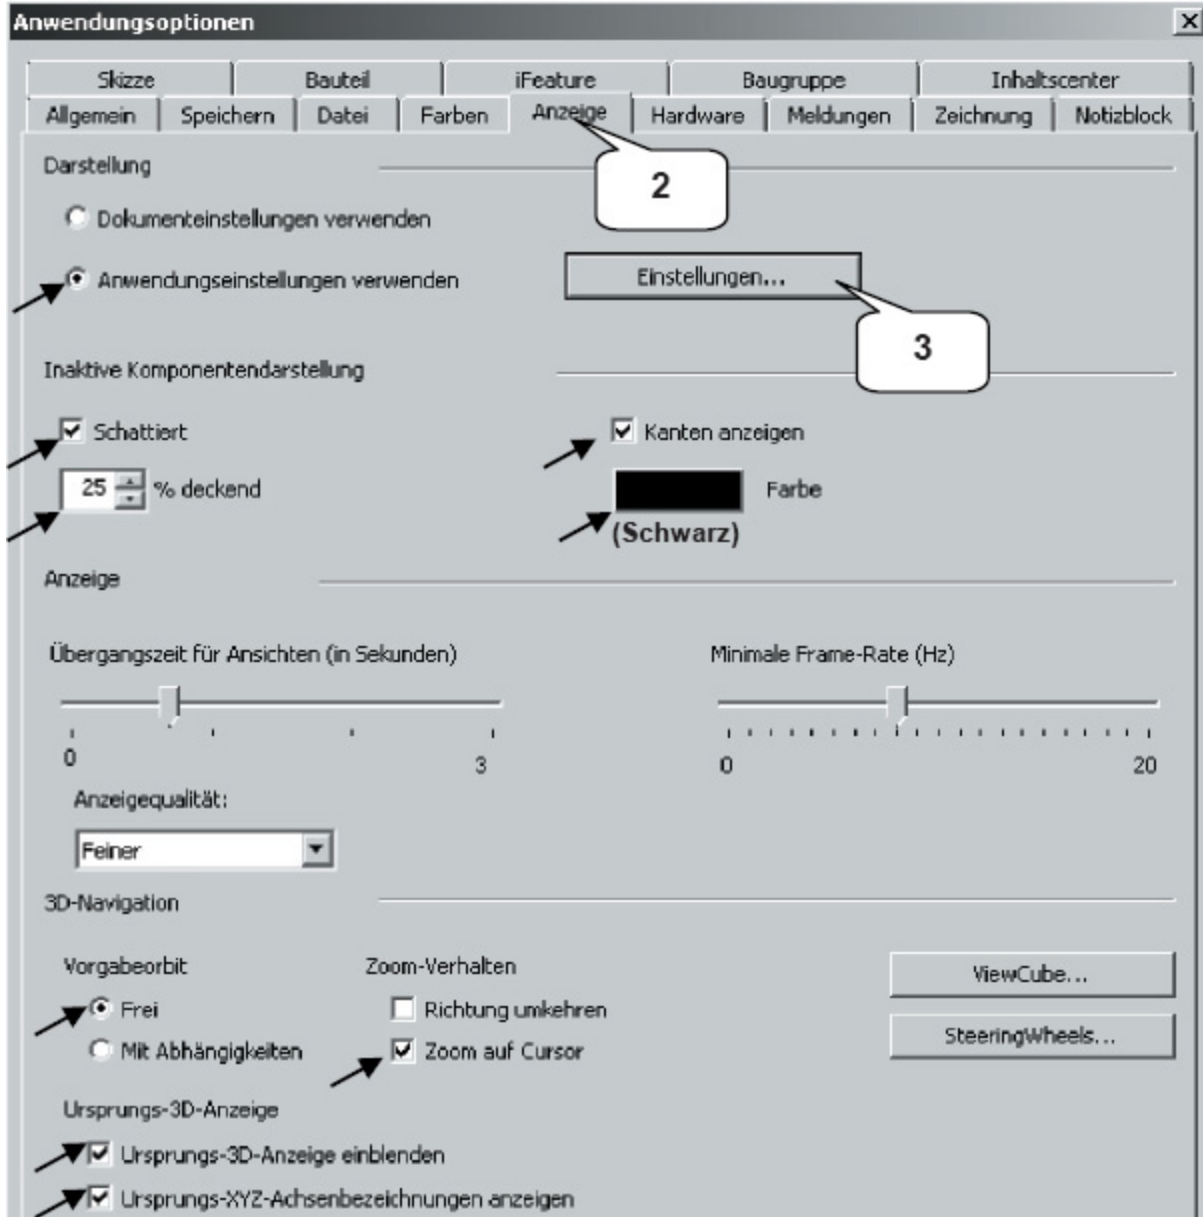 Anwendungsoptionen
Skizze Bauteil iFeature Baugruppe Inhaltscenter
Allgemein Speichern Datei Farben Anzeige Hardware Meldungen Zeichnung Notizblock
Darstellung
2
Dokumenteinstellungen verwenden
Anwendungseinstellungen verwenden Einstellungen...
3
Inaktive Komponentendarstellung
Schattiert Kanten anzeigen
25 % deckend Farbe
(Schwarz)
Anzeige
Übergangszeit für Ansichten (in Sekunden) Minimale Frame-Rate (Hz)
0 3 0 20
Anzeigequalität:
Feiner
3D-Navigation
Vorgabeorbit Zoom-Verhalten ViewCube...
Frei Richtung umkehren
Mit Abhängigkeiten Zoom auf Cursor SteeringWheels...
Ursprungs-3D-Anzeige
Ursprungs-3D-Anzeige einblenden
Ursprungs-XYZ-Achsenbezeichnungen anzeigen